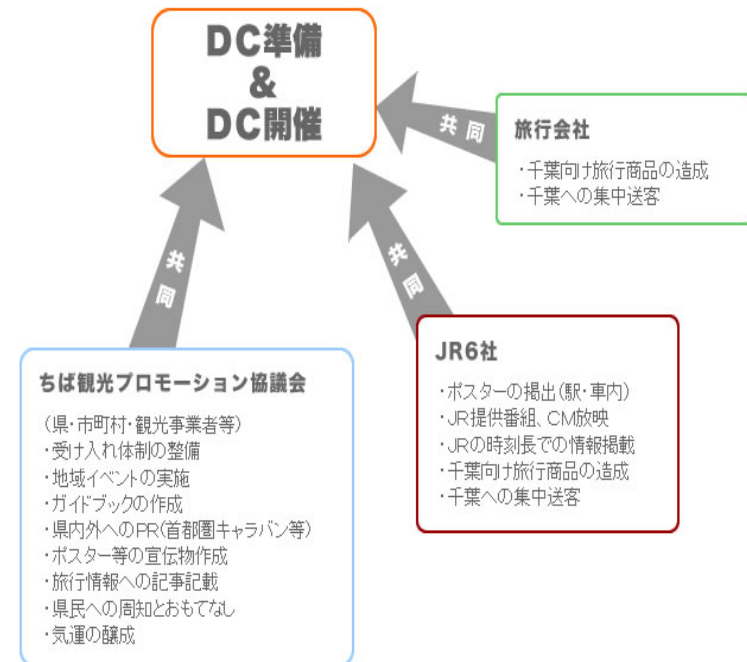 DC準備
&
DC開催
共同
旅行会社
・千葉向け旅行商品の造成
・千葉への集中送客
共同
共同
JR6社
・ポスターの掲出(駅・車内)
・JR提供番組、CM放映
・JRの時刻長での情報掲載
・千葉向け旅行商品の造成
・千葉への集中送客
ちば観光プロモーション協議会
(県・市町村・観光事業者等)
・受け入れ体制の整備
・地域イベントの実施
・ガイドブックの作成
・県内外へのPR(首都圏キャラバン等)
・ポスター等の宣伝物作成
・旅行情報への記事記載
・県民への周知とおもてなし
・気運の醸成